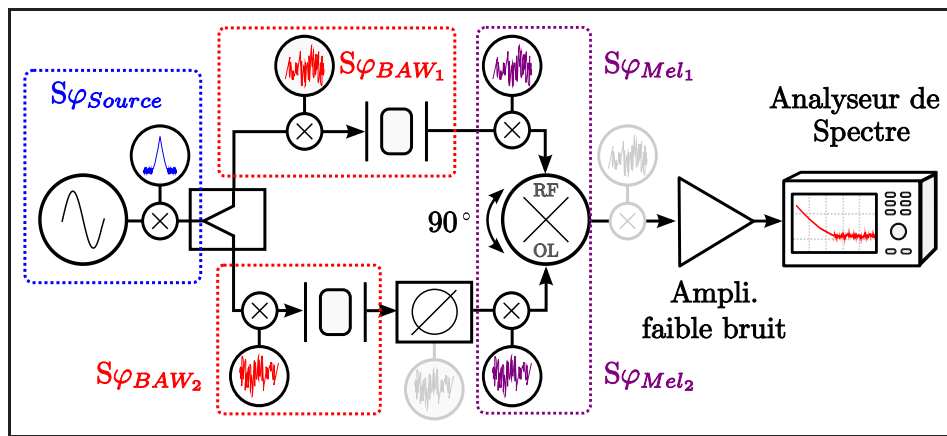 Sφ_BAW₁
Sφ_Mel₁
Sφ_Source
Analyseur de
Spectre
RF
90°
OL
Ampli.
faible bruit
Sφ_BAW₂
Sφ_Mel₂